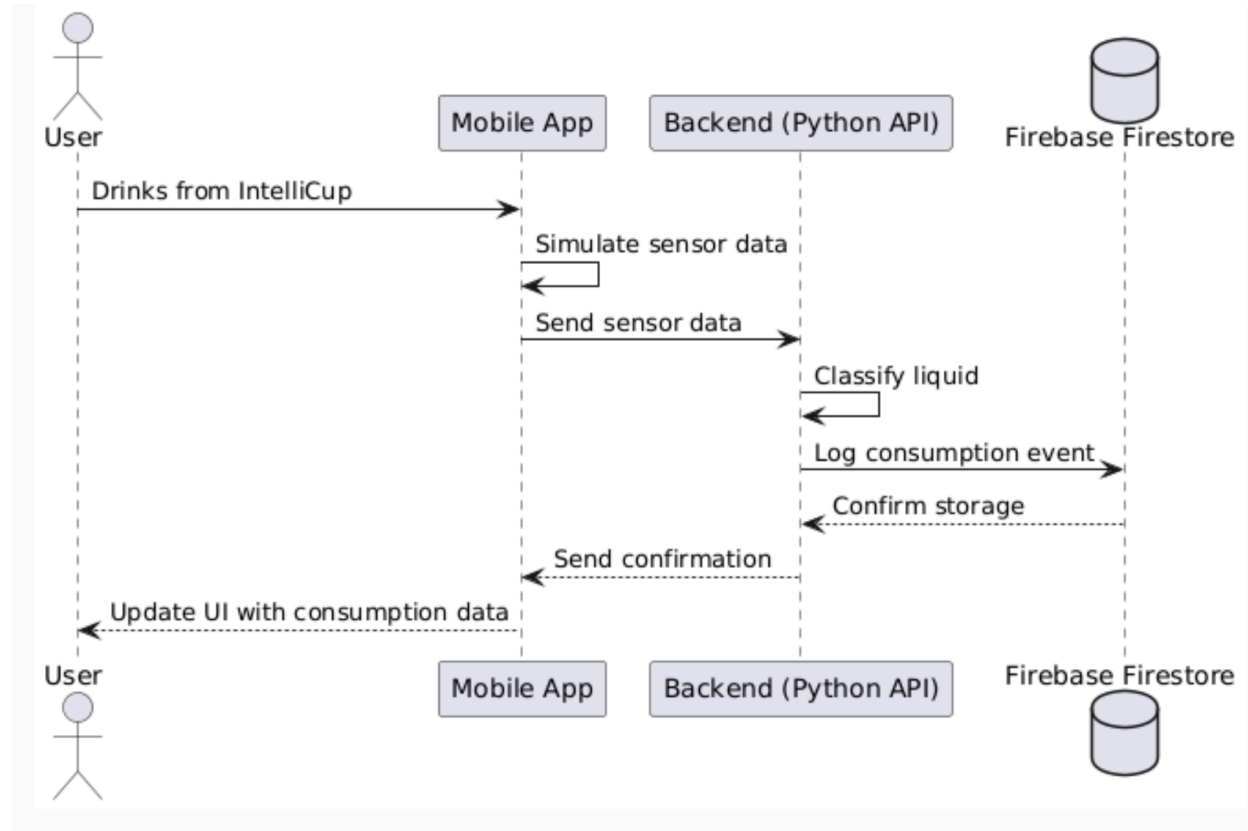 User
Mobile App
Backend (Python API)
Firebase Firestore
Drinks from IntelliCup
Simulate sensor data
Send sensor data
Classify liquid
Log consumption event
Confirm storage
Send confirmation
Update UI with consumption data
User
Mobile App
Backend (Python API)
Firebase Firestore